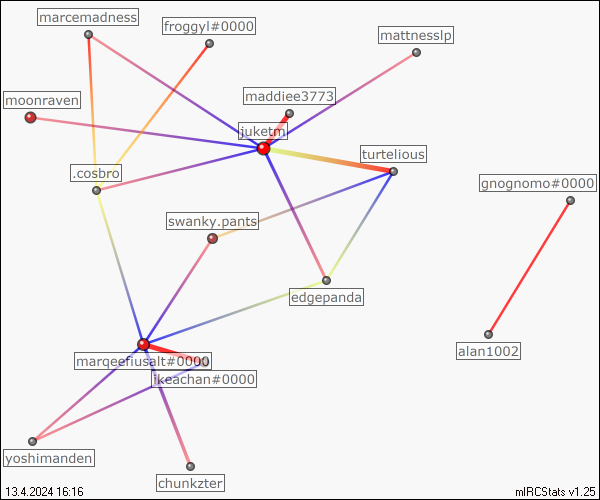 marcemadness
froggyl#0000
mattnesslp
maddiee3773
moonraven
juketm
turtelious
.cosbro
gnognomo#0000
swanky.pants
edgepanda
alan1002
marqeefiusalt#0000
ikeachan#0000
yoshimanden
chunkzter
13.4.2024 16:16
mIRCStats v1.25